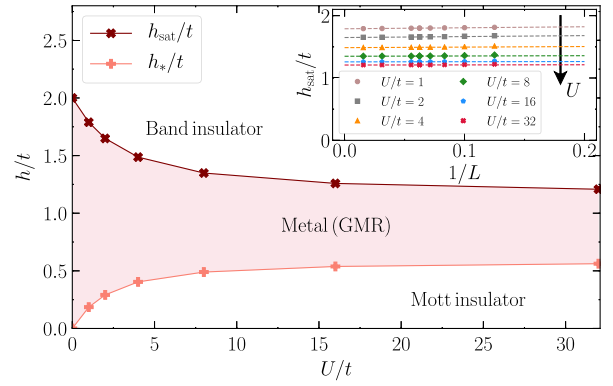 h_sat/t
h_*/t
Band insulator
Metal (GMR)
Mott insulator
h/t
2.5
2.0
1.5
1.0
0.5
0.0
0
5
10
15
20
25
30
U/t
h_sat/t
2
1
0
U/t = 1
U/t = 2
U/t = 4
U/t = 8
U/t = 16
U/t = 32
U
0.0
0.1
0.2
1/L